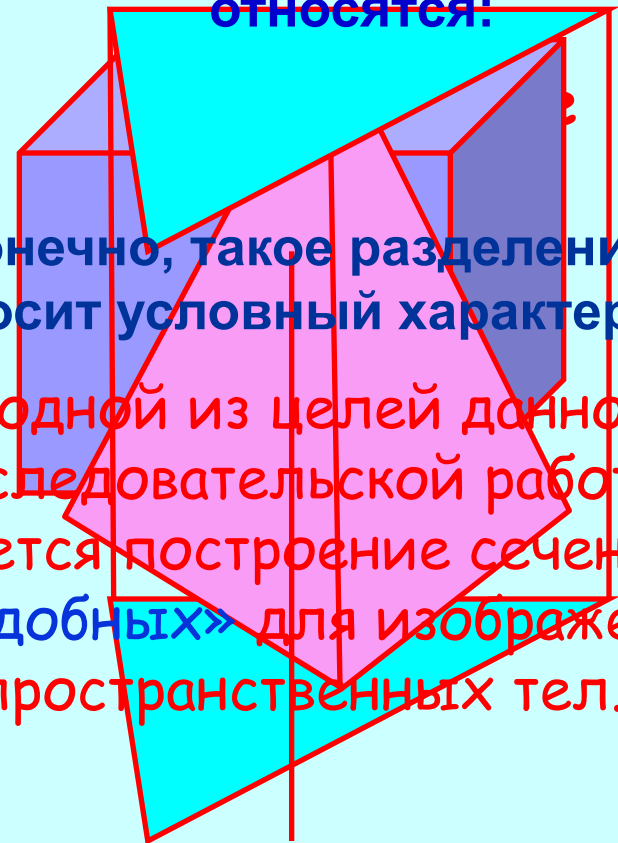 относятся:
е
онечно, такое разделени
осит условный характер
одной из целей данно
следовательской работ
ется построение сечен
добных» для изображе
пространственных тел.